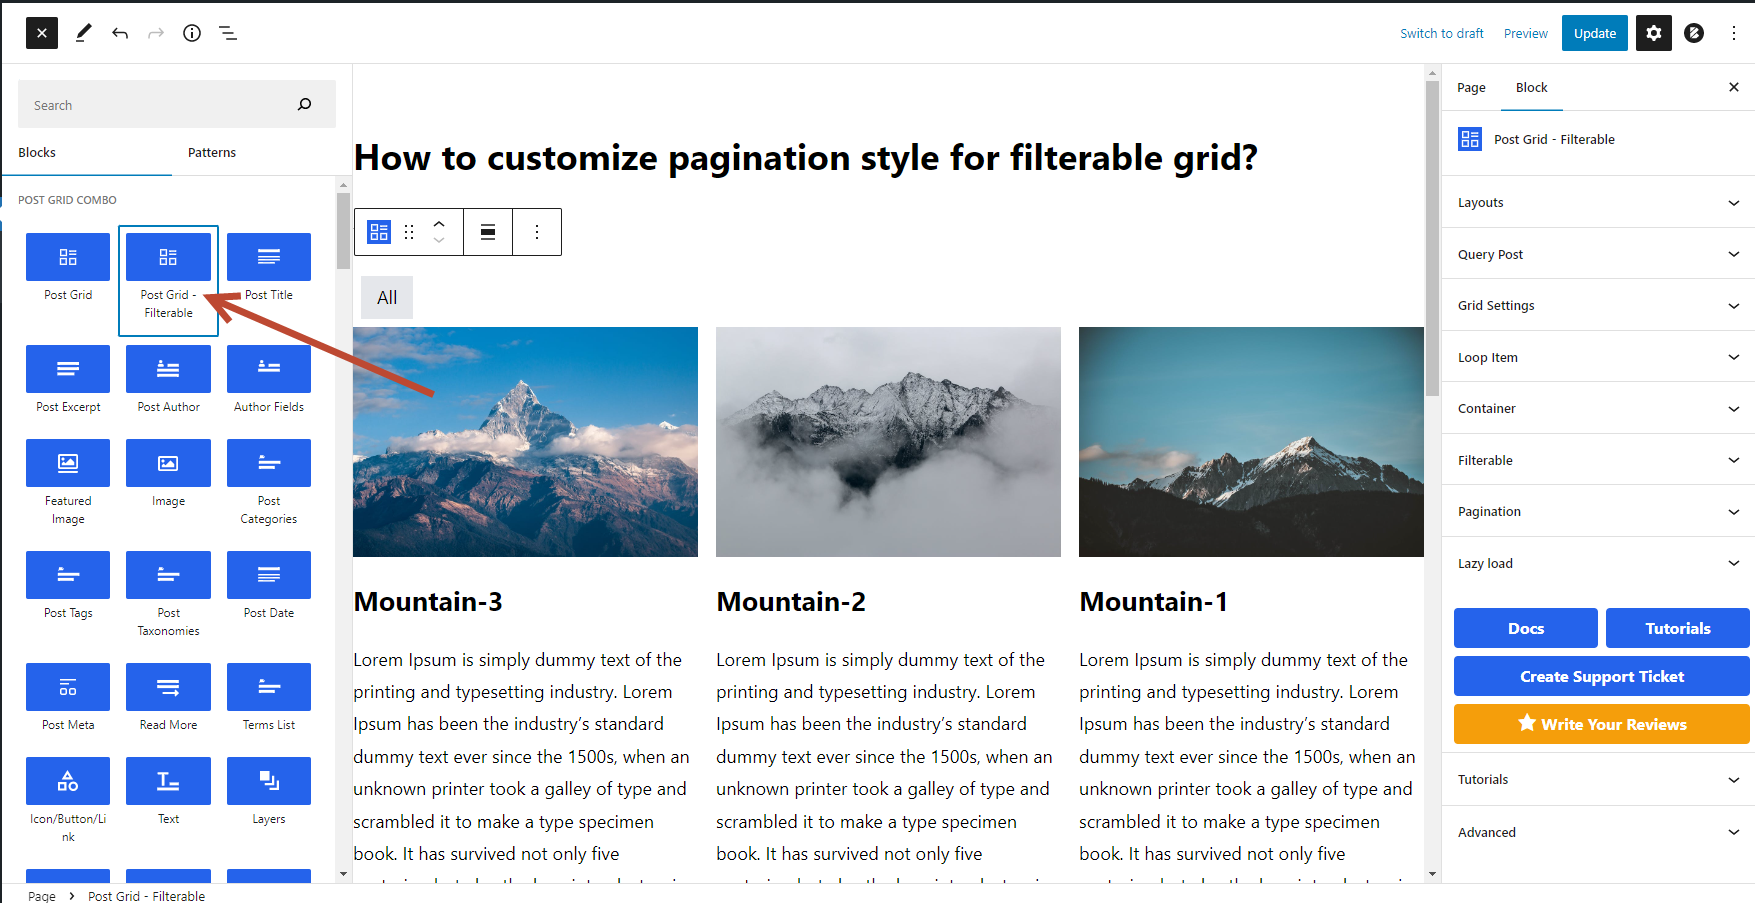 Switch to draft
Preview
Update
Search
Blocks
Patterns
POST GRID COMBO
Post Grid
Post Grid -
Filterable
Post Title
Post Excerpt
Post Author
Author Fields
Featured
Image
Image
Post
Categories
Post Tags
Post
Taxonomies
Post Date
Post Meta
Read More
Terms List
Icon/Button/Li
nk
Text
Layers
How to customize pagination style for filterable grid?
All
Mountain-3
Lorem Ipsum is simply dummy text of the
printing and typesetting industry. Lorem
Ipsum has been the industry’s standard
dummy text ever since the 1500s, when an
unknown printer took a galley of type and
scrambled it to make a type specimen
book. It has survived not only five
Mountain-2
Lorem Ipsum is simply dummy text of the
printing and typesetting industry. Lorem
Ipsum has been the industry’s standard
dummy text ever since the 1500s, when an
unknown printer took a galley of type and
scrambled it to make a type specimen
book. It has survived not only five
Mountain-1
Lorem Ipsum is simply dummy text of the
printing and typesetting industry. Lorem
Ipsum has been the industry’s standard
dummy text ever since the 1500s, when an
unknown printer took a galley of type and
scrambled it to make a type specimen
book. It has survived not only five
Page
Block
Post Grid - Filterable
Layouts
Query Post
Grid Settings
Loop Item
Container
Filterable
Pagination
Lazy load
Docs
Tutorials
Create Support Ticket
Write Your Reviews
Tutorials
Advanced
Page
Post Grid - Filterable